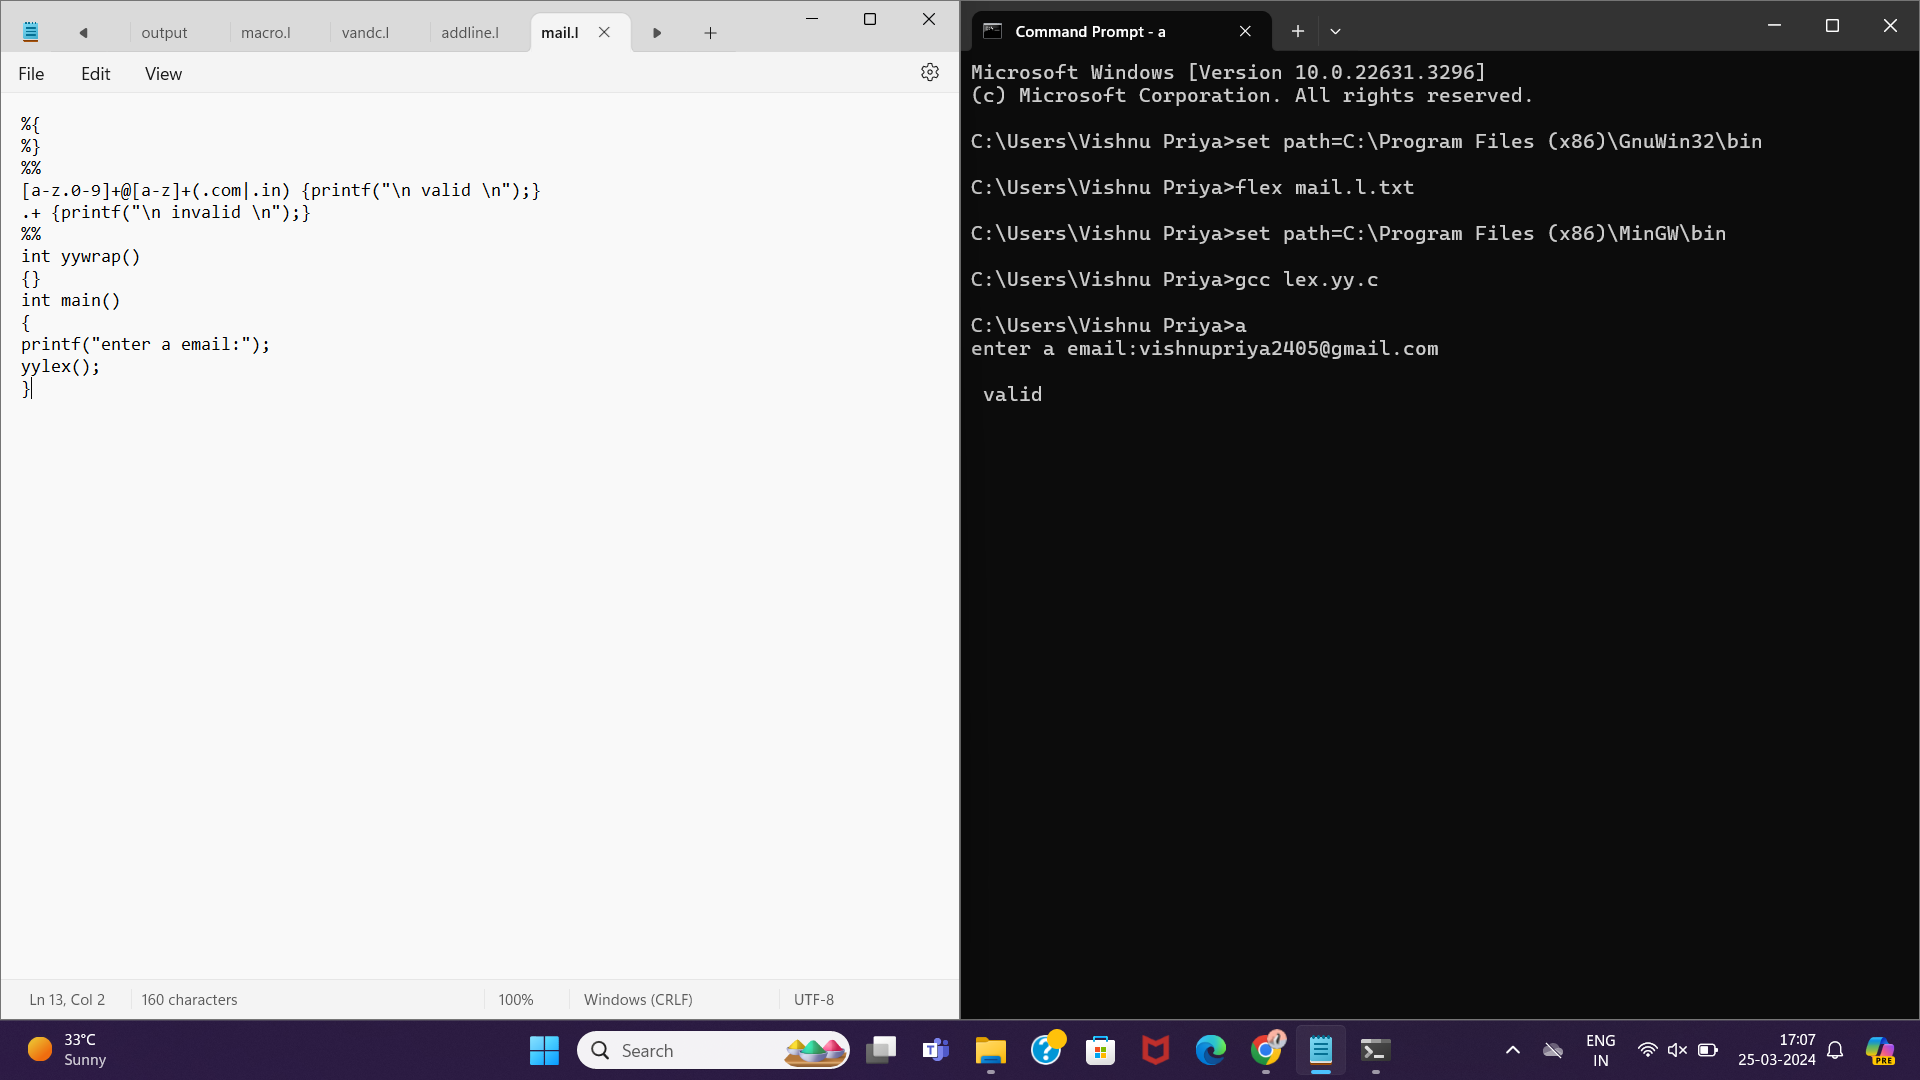 output
macro.l
vandc.l
addline.l
mail.l
File
Edit
View
%{
%}
%%
[a-z.0-9]+@[a-z]+(.com|.in) {printf("\n valid \n");}
.+ {printf("\n invalid \n");}
%%
int yywrap()
{}
int main()
{
printf("enter a email:");
yylex();
}
Ln 13, Col 2
160 characters
100%
Windows (CRLF)
UTF-8
Command Prompt - a
Microsoft Windows [Version 10.0.22631.3296]
(c) Microsoft Corporation. All rights reserved.
C:\Users\Vishnu Priya>set path=C:\Program Files (x86)\GnuWin32\bin
C:\Users\Vishnu Priya>flex mail.l.txt
C:\Users\Vishnu Priya>set path=C:\Program Files (x86)\MinGW\bin
C:\Users\Vishnu Priya>gcc lex.yy.c
C:\Users\Vishnu Priya>a
enter a email:vishnupriya2405@gmail.com
valid
33°C
Sunny
Search
ENG
IN
17:07
25-03-2024
PRE